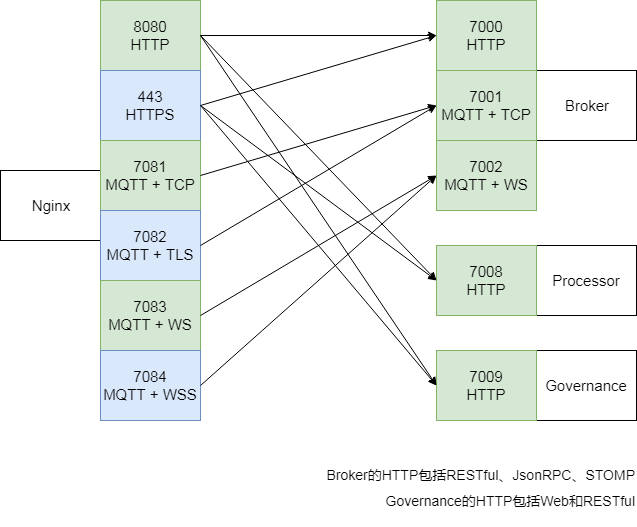 Nginx
8080
HTTP
443
HTTPS
7081
MQTT + TCP
7082
MQTT + TLS
7083
MQTT + WS
7084
MQTT + WSS
7000
HTTP
7001
MQTT + TCP
7002
MQTT + WS
Broker
7008
HTTP
Processor
7009
HTTP
Governance
Broker的HTTP包括RESTful、JsonRPC、STOMP
Governance的HTTP包括Web和RESTful